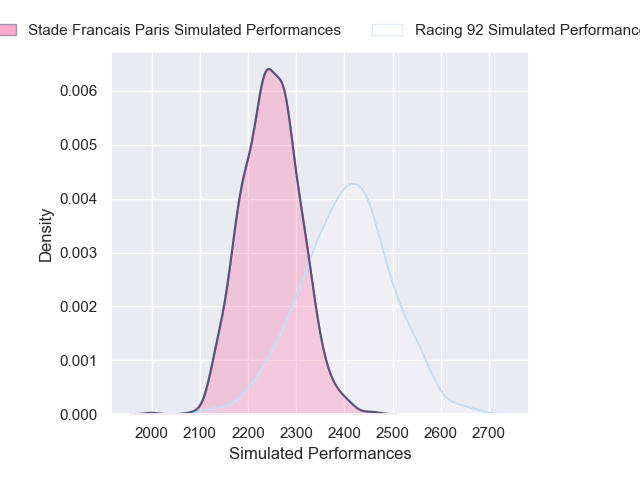 Stade Francais Paris Simulated Performances
Racing 92 Simulated Performanc
0.006
0.005
0.004
0.003
0.002
0.001
0.000
Density
2000 2100 2200 2300 2400 2500 2600 2700
Simulated Performances